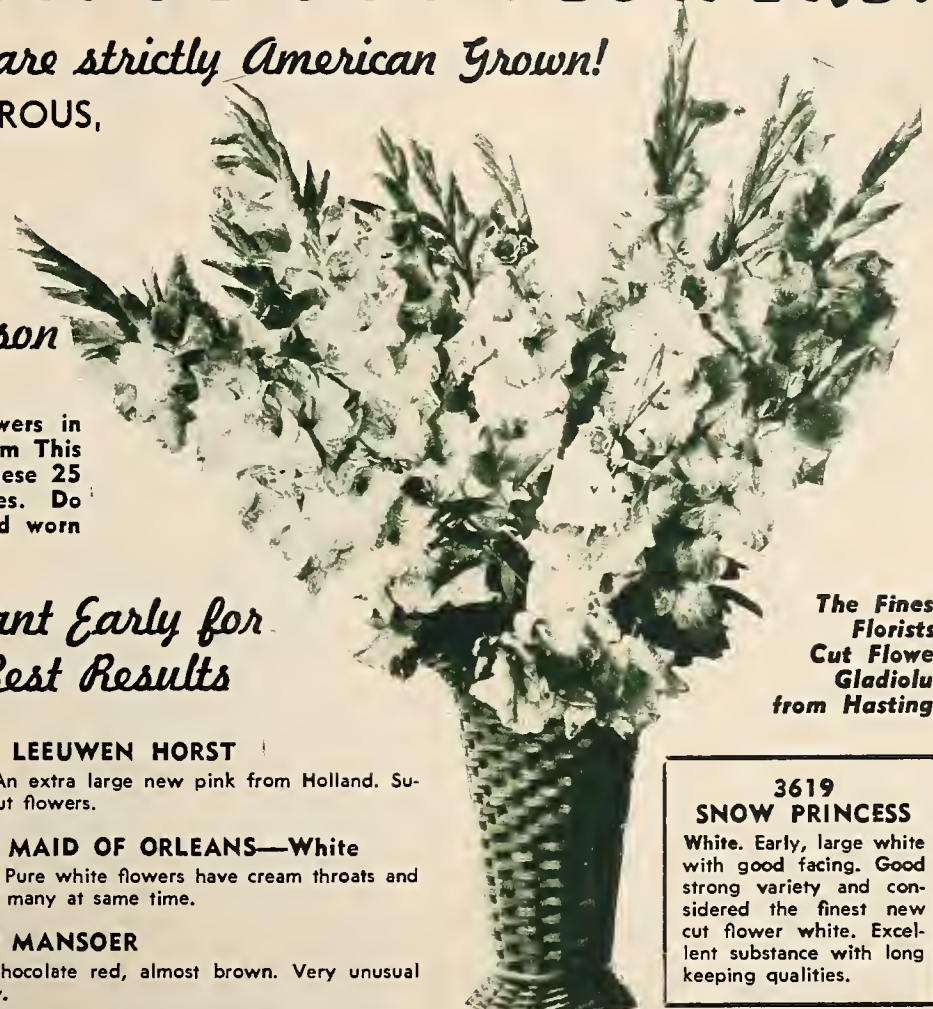 are strictly American Grown!
ROUS,
son
wers in
m This
ese 25
es. Do
d worn
ant Early for
Best Results
The Fines
Florists
Cut Flowe
Gladiolu
from Hasting
LEEUWEN HORST
An extra large new pink from Holland. Su-
ut flowers.
MAID OF ORLEANS—White
Pure white flowers have cream throats and
many at same time.
MANSOER
hocolate red, almost brown. Very unusual
3619
SNOW PRINCESS
White. Early, large white
with good facing. Good
strong variety and con-
sidered the finest new
cut flower white. Excel-
lent substance with long
keeping qualities.